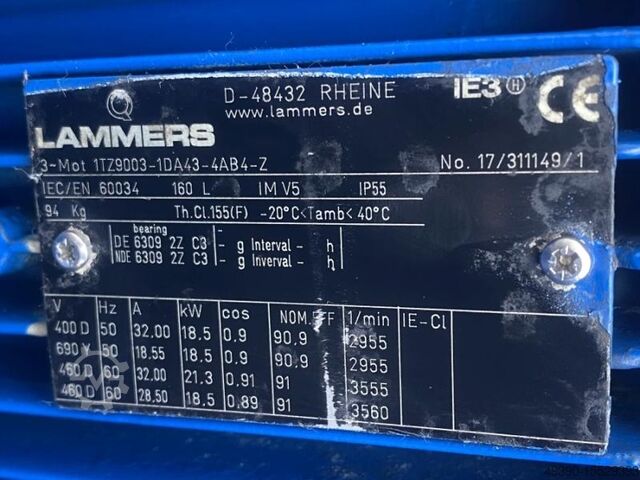 D-48432 RHEINE IE3 H CE
www.lammers.de
LAMMERS
3~Mot 1TZ9003-1DA43-4AB4-Z No. 17/311149/1
IEC/EN 60034 160 L IM V5 IP55
94 Kg Th.Cl.155(F) -20°C<Tamb<40°C
bearing
DE 6309 2Z C3 - g Interval - h
NDE 6309 2Z C3 - g Inverval - h
V Hz A kW cos NOM.EFF 1/min IE-Cl
400 D 50 32.00 18.5 0.9 90.9 2955
690 Y 50 18.55 18.5 0.9 90.9 2955
460 D 60 32.00 21.3 0.91 91 3555
460 D 60 28.50 18.5 0.89 91 3560